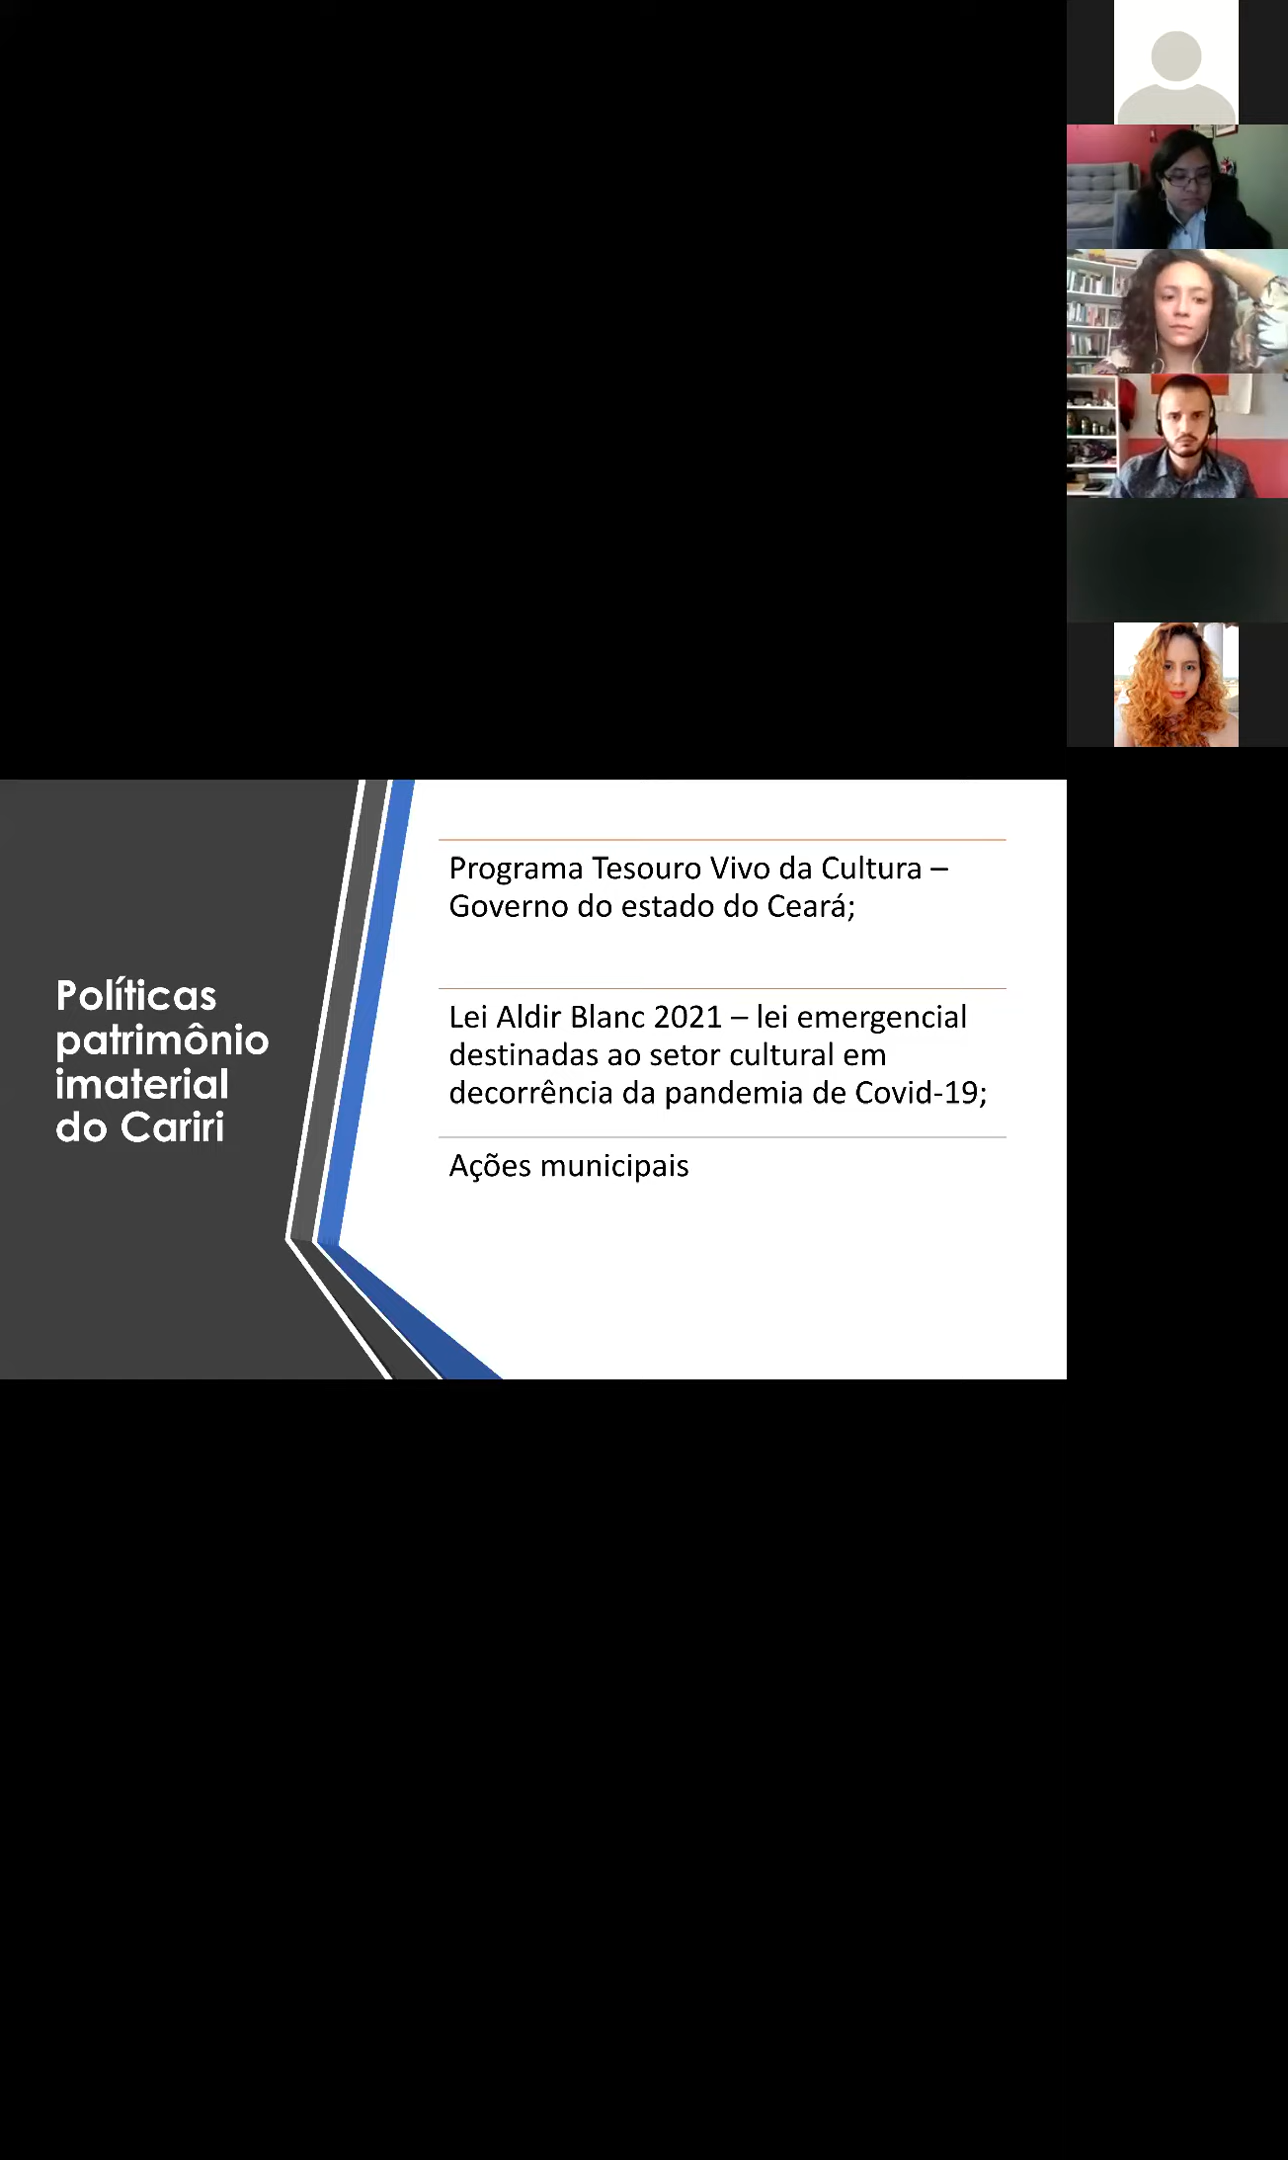 Políticas
patrimônio
imaterial
do Cariri
Programa Tesouro Vivo da Cultura –
Governo do estado do Ceará;
Lei Aldir Blanc 2021 – lei emergencial
destinadas ao setor cultural em
decorrência da pandemia de Covid-19;
Ações municipais